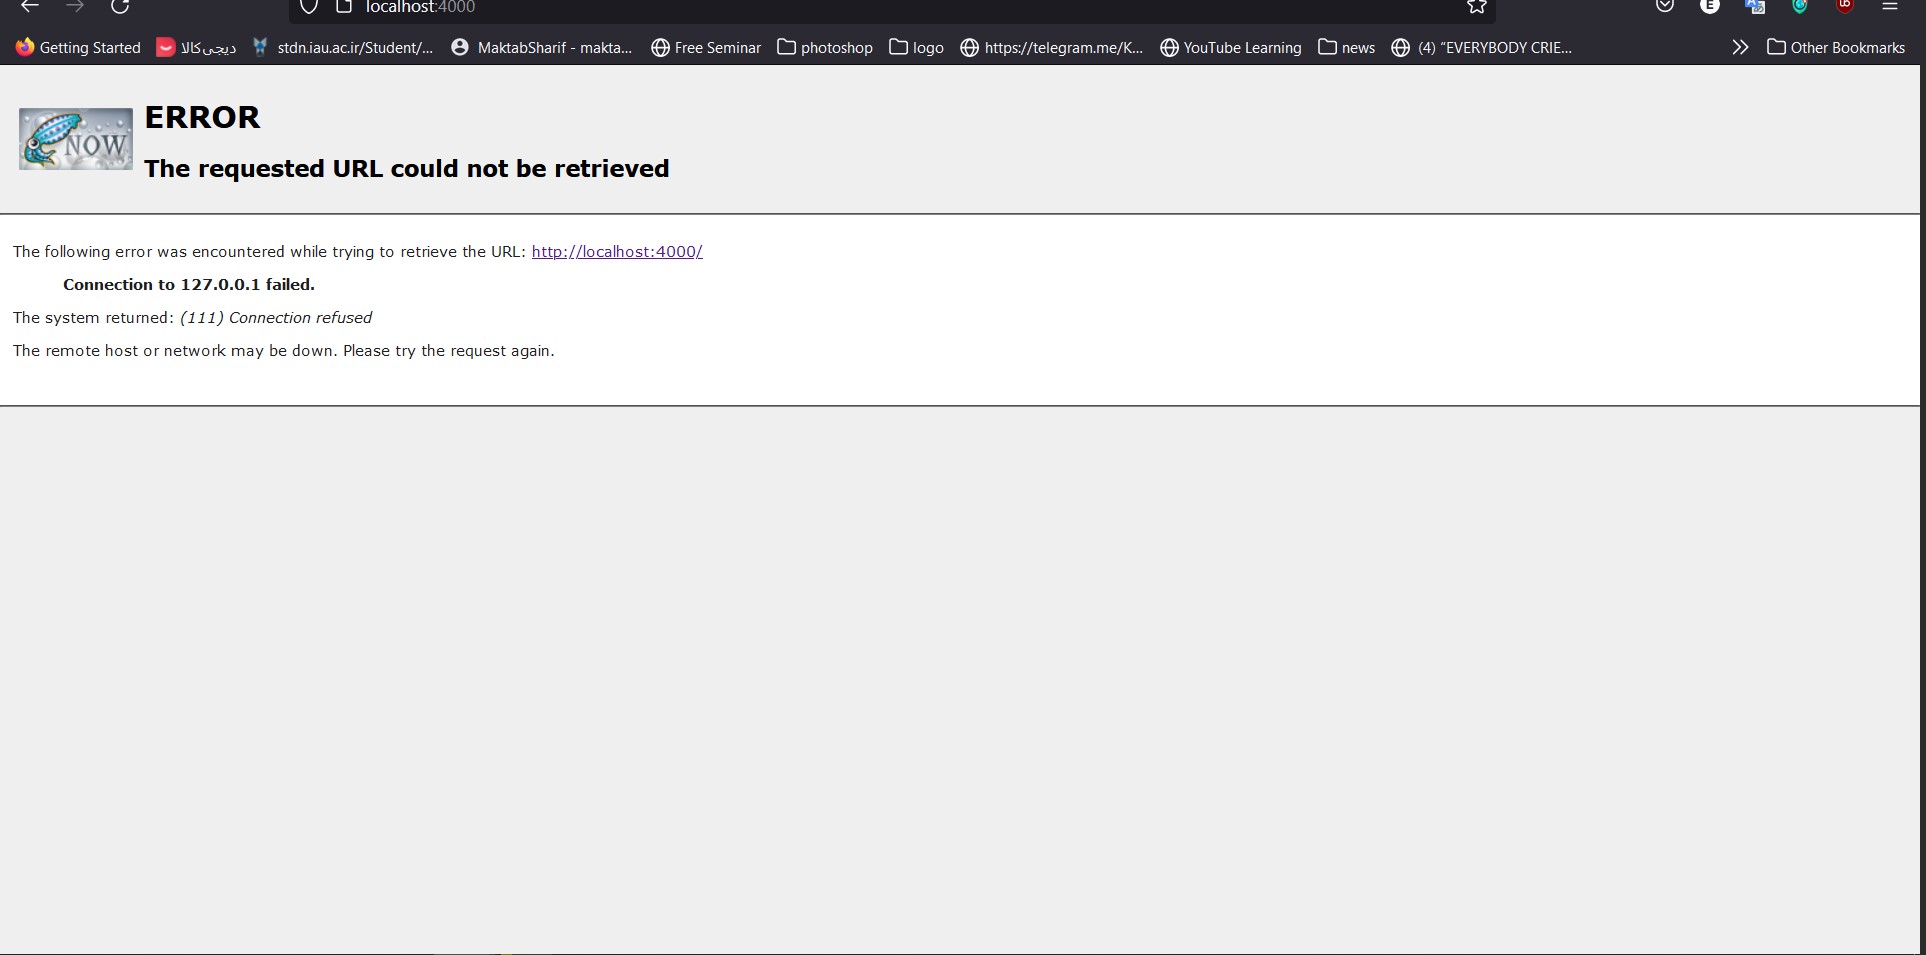 localhost:4000
Getting Started دیجی‌کالا stdn.iau.ac.ir/Student/... MaktabSharif - makta... Free Seminar photoshop logo https://telegram.me/K... YouTube Learning news (4) “EVERYBODY CRIE... Other Bookmarks
NOW
ERROR
The requested URL could not be retrieved
The following error was encountered while trying to retrieve the URL: http://localhost:4000/
Connection to 127.0.0.1 failed.
The system returned: (111) Connection refused
The remote host or network may be down. Please try the request again.